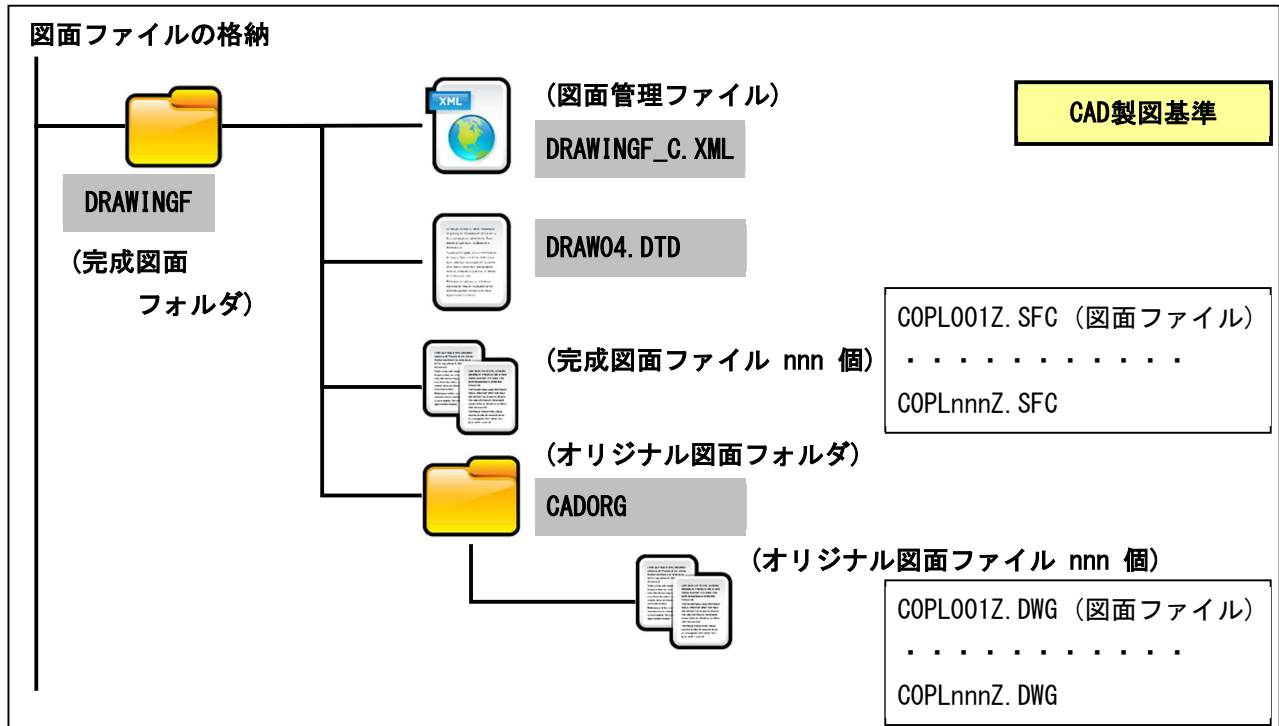 図面ファイルの格納
(図面管理ファイル)
CAD製図基準
XML
DRAWINGF_C.XML
DRAWINGF
DRAW04.DTD
(完成図面
フォルダ)
C0PL001Z.SFC (図面ファイル)
(完成図面ファイル nnn 個)
・・・・・・・・・・・
C0PLnnnZ.SFC
(オリジナル図面フォルダ)
CADORG
(オリジナル図面ファイル nnn 個)
C0PL001Z.DWG (図面ファイル)
・・・・・・・・・・・
C0PLnnnZ.DWG